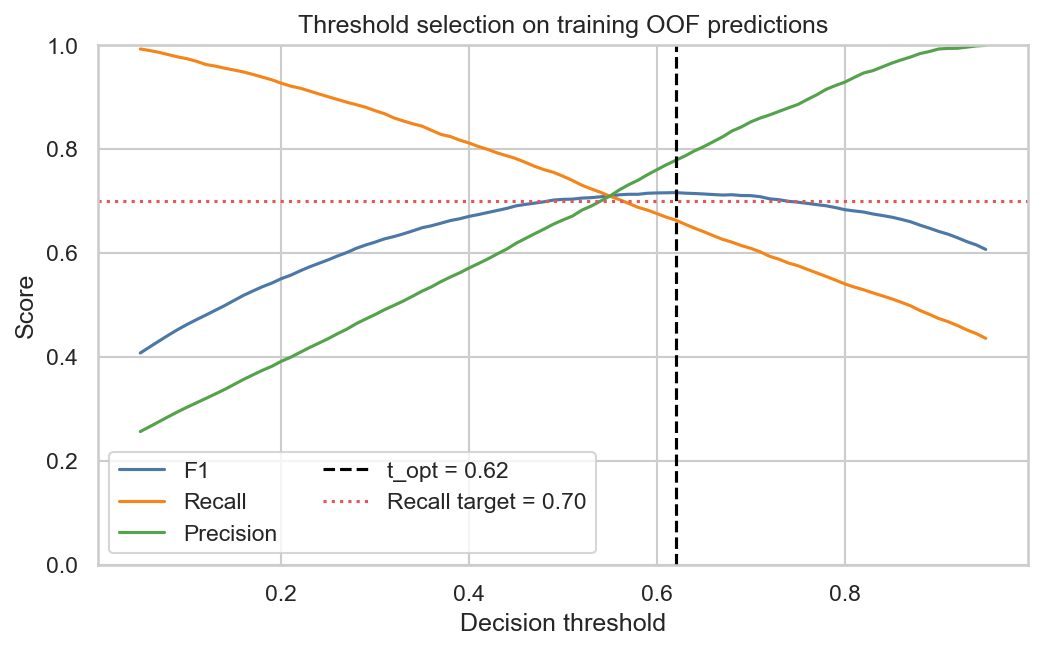 Threshold selection on training OOF predictions
1.0
0.8
0.6
0.4
0.2
0.0
Score
F1
Recall
Precision
t_opt = 0.62
Recall target = 0.70
0.2
0.4
0.6
0.8
Decision threshold